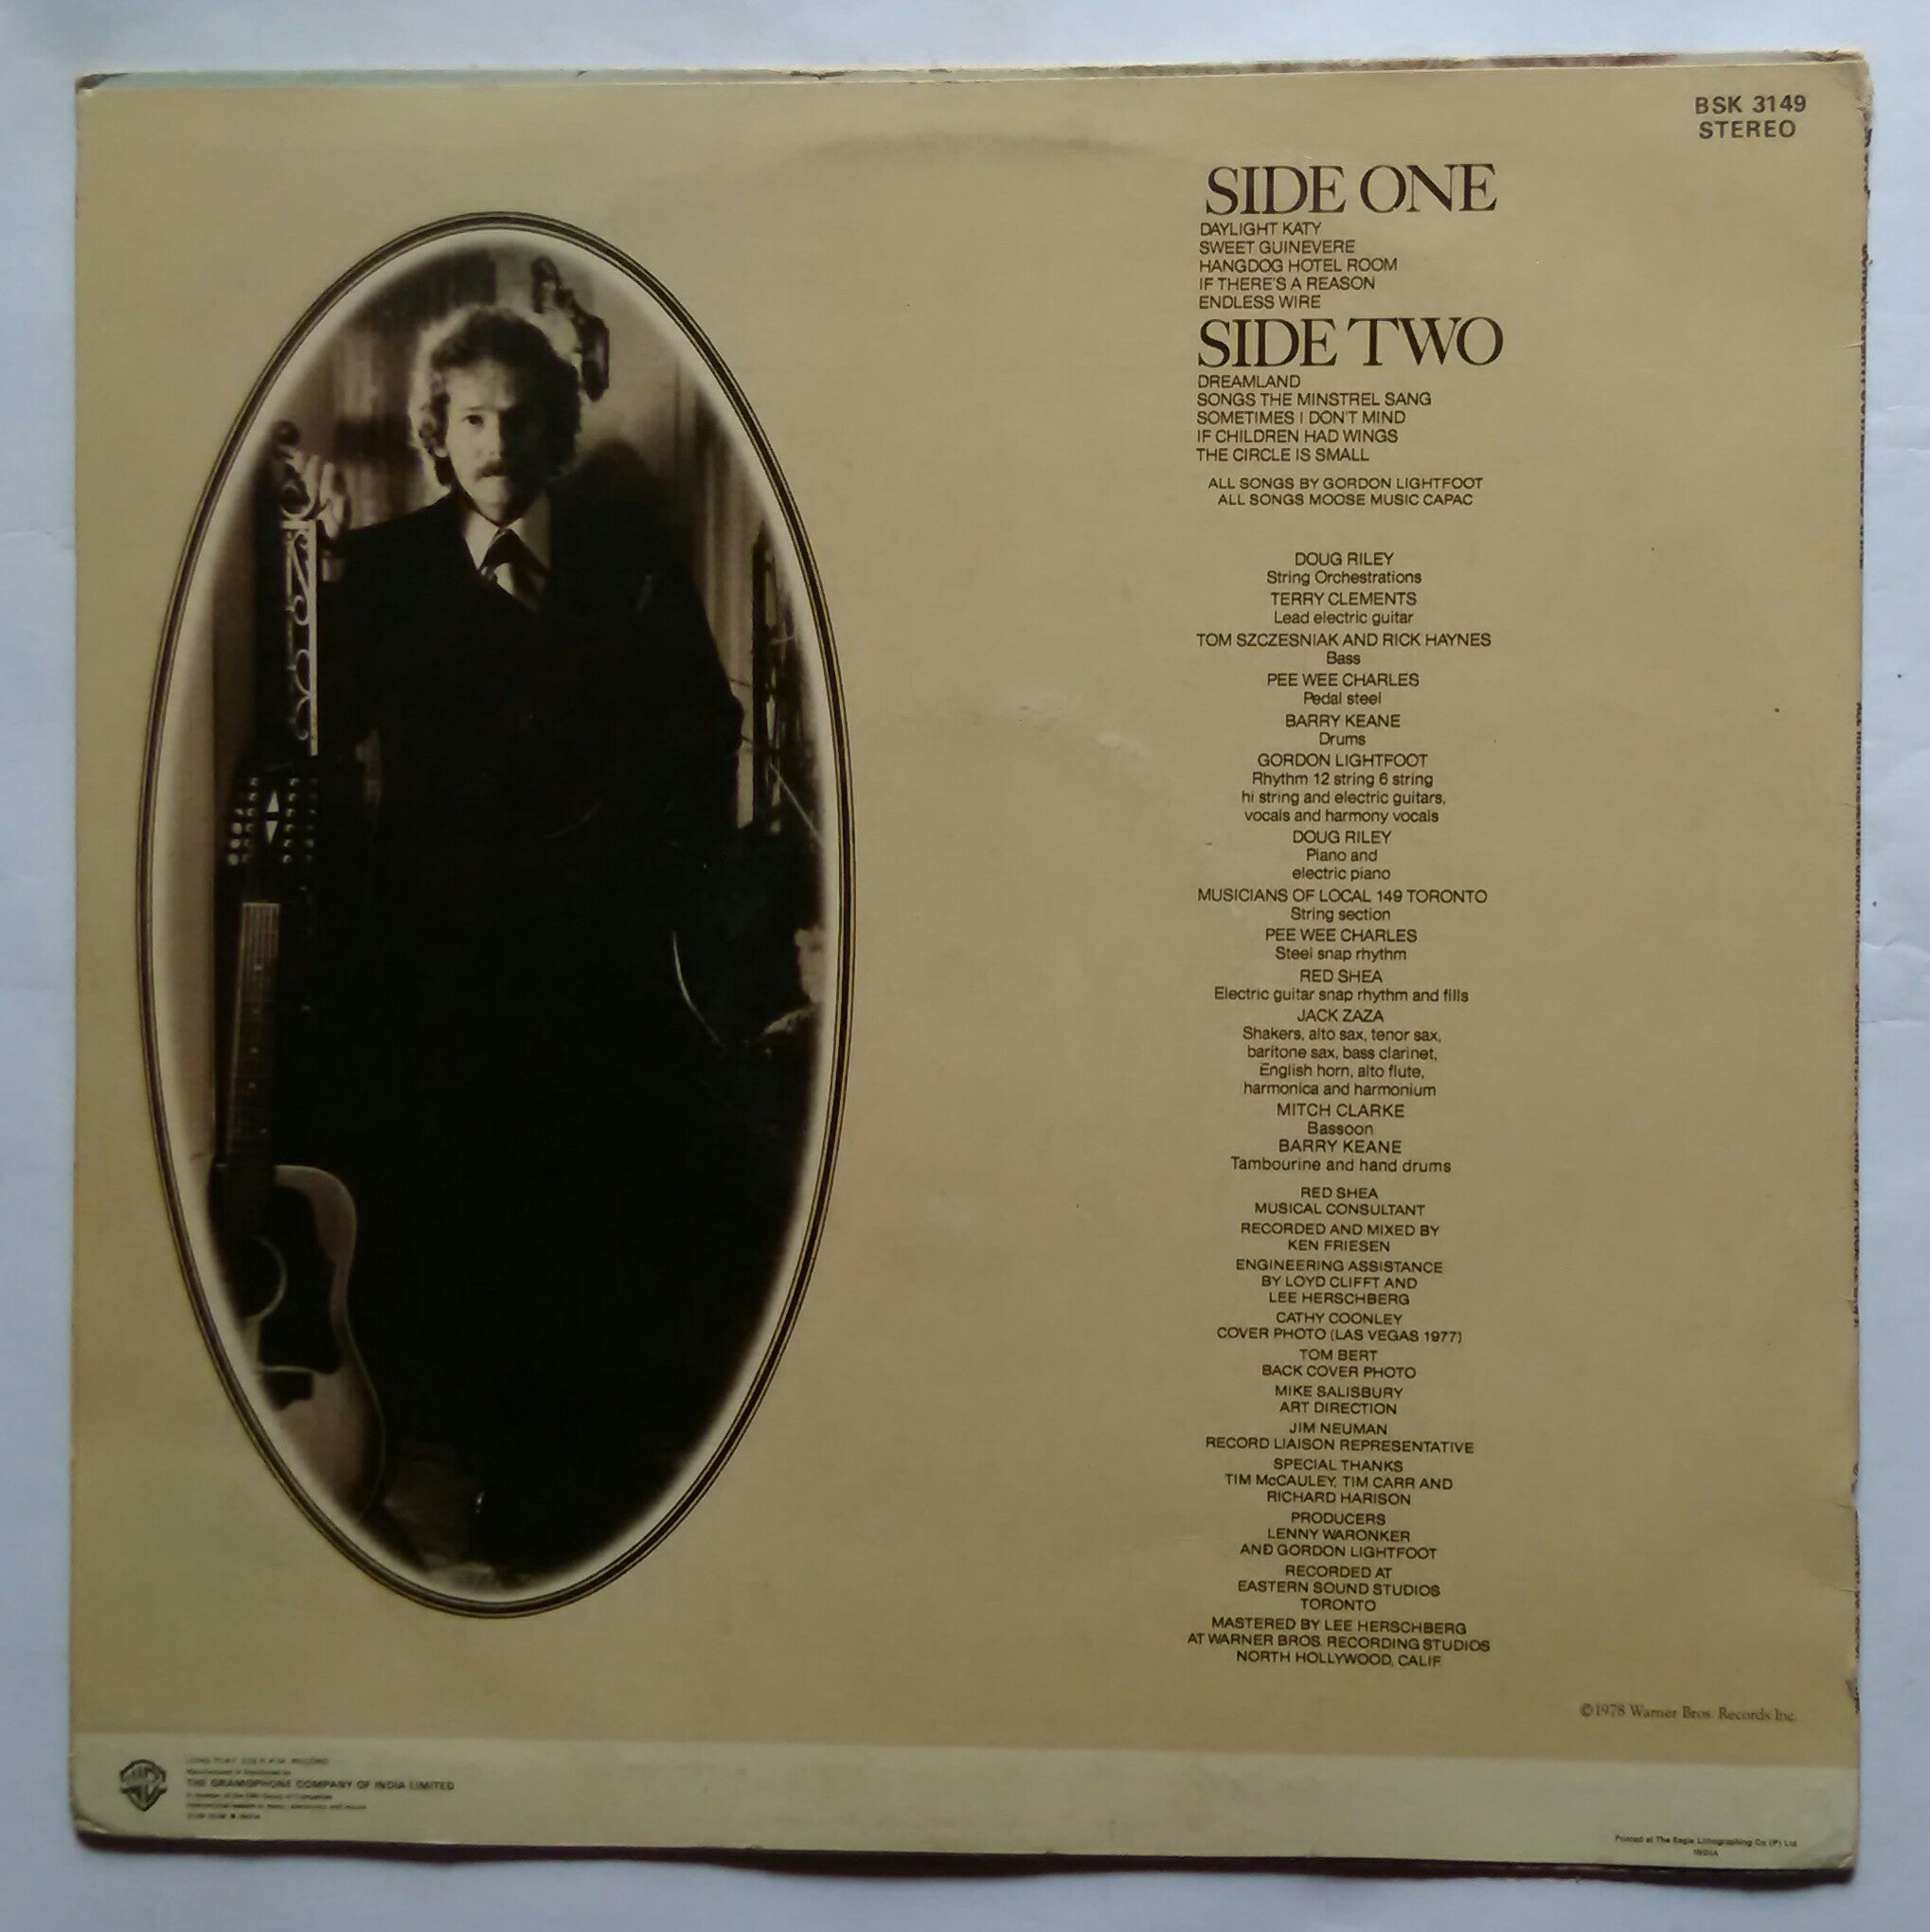 BSK 3149
STEREO
SIDE ONE
DAYLIGHT KATY
SWEET GUINEVERE
HANGDOG HOTEL ROOM
IF THERE'S A REASON
ENDLESS WIRE
SIDE TWO
DREAMLAND
SONGS THE MINSTREL SANG
SOMETIMES I DON'T MIND
IF CHILDREN HAD WINGS
THE CIRCLE IS SMALL
ALL SONGS BY GORDON LIGHTFOOT
ALL SONGS MOOSE MUSIC CAPAC
DOUG RILEY
String Orchestrations
TERRY CLEMENTS
Lead electric guitar
TOM SZCZESNIAK AND RICK HAYNES
Bass
PEE WEE CHARLES
Pedal steel
BARRY KEANE
Drums
GORDON LIGHTFOOT
Rhythm 12 string 6 string
hi string and electric guitars,
vocals and harmony vocals
DOUG RILEY
Piano and
electric piano
MUSICIANS OF LOCAL 149 TORONTO
String section
PEE WEE CHARLES
Steel snap rhythm
RED SHEA
Electric guitar snap rhythm and fills
JACK ZAZA
Shakers, alto sax, tenor sax,
baritone sax, bass clarinet,
English horn, alto flute,
harmonica and harmonium
MITCH CLARKE
Bassoon
BARRY KEANE
Tambourine and hand drums
RED SHEA
MUSICAL CONSULTANT
RECORDED AND MIXED BY
KEN FRIESEN
ENGINEERING ASSISTANCE
BY LOYD CLIFFT AND
LEE HERSCHBERG
CATHY COONLEY
COVER PHOTO (LAS VEGAS 1977)
TOM BERT
BACK COVER PHOTO
MIKE SALISBURY
ART DIRECTION
JIM NEUMAN
RECORD LIAISON REPRESENTATIVE
SPECIAL THANKS
TIM McCAULEY, TIM CARR AND
RICHARD HARISON
PRODUCERS
LENNY WARONKER
AND GORDON LIGHTFOOT
RECORDED AT
EASTERN SOUND STUDIOS
TORONTO
MASTERED BY LEE HERSCHBERG
AT WARNER BROS. RECORDING STUDIOS
NORTH HOLLYWOOD, CALIF
©1978 Warner Bros. Records Inc.
THE GRAMOPHONE COMPANY OF INDIA LIMITED
Printed at The Eagle Lithographing Co (P) Ltd
INDIA